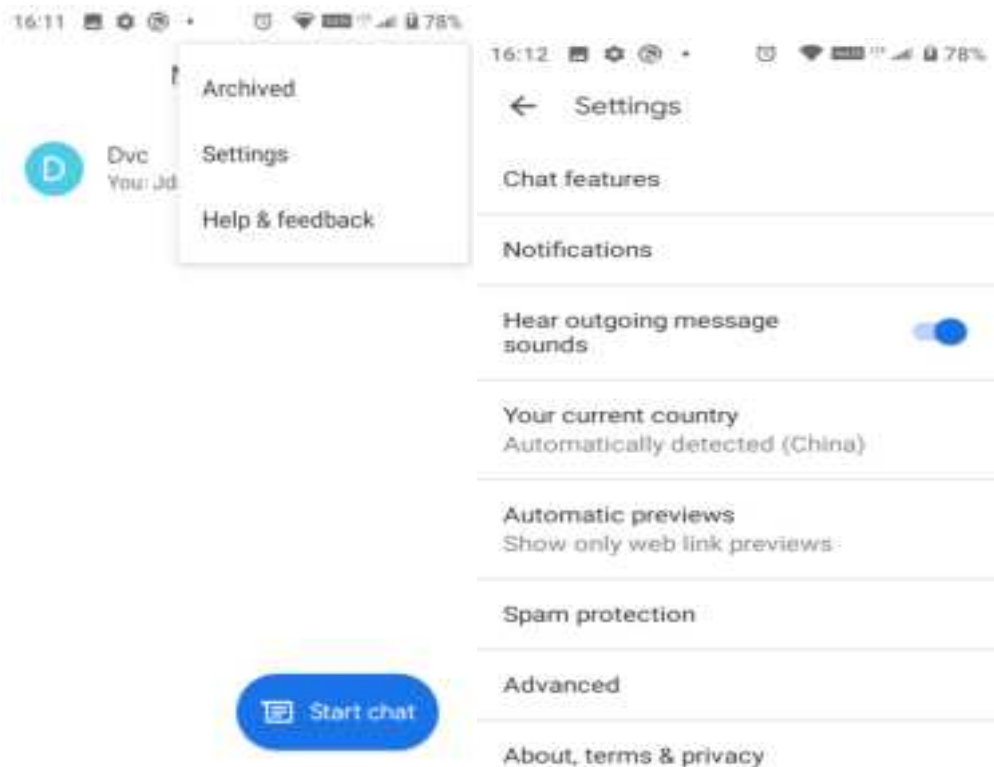 16:11
78%
Archived
Dvc
Settings
You: Jd
Help & feedback
Start chat
16:12
78%
Settings
Chat features
Notifications
Hear outgoing message
sounds
Your current country
Automatically detected (China)
Automatic previews
Show only web link previews
Spam protection
Advanced
About, terms & privacy